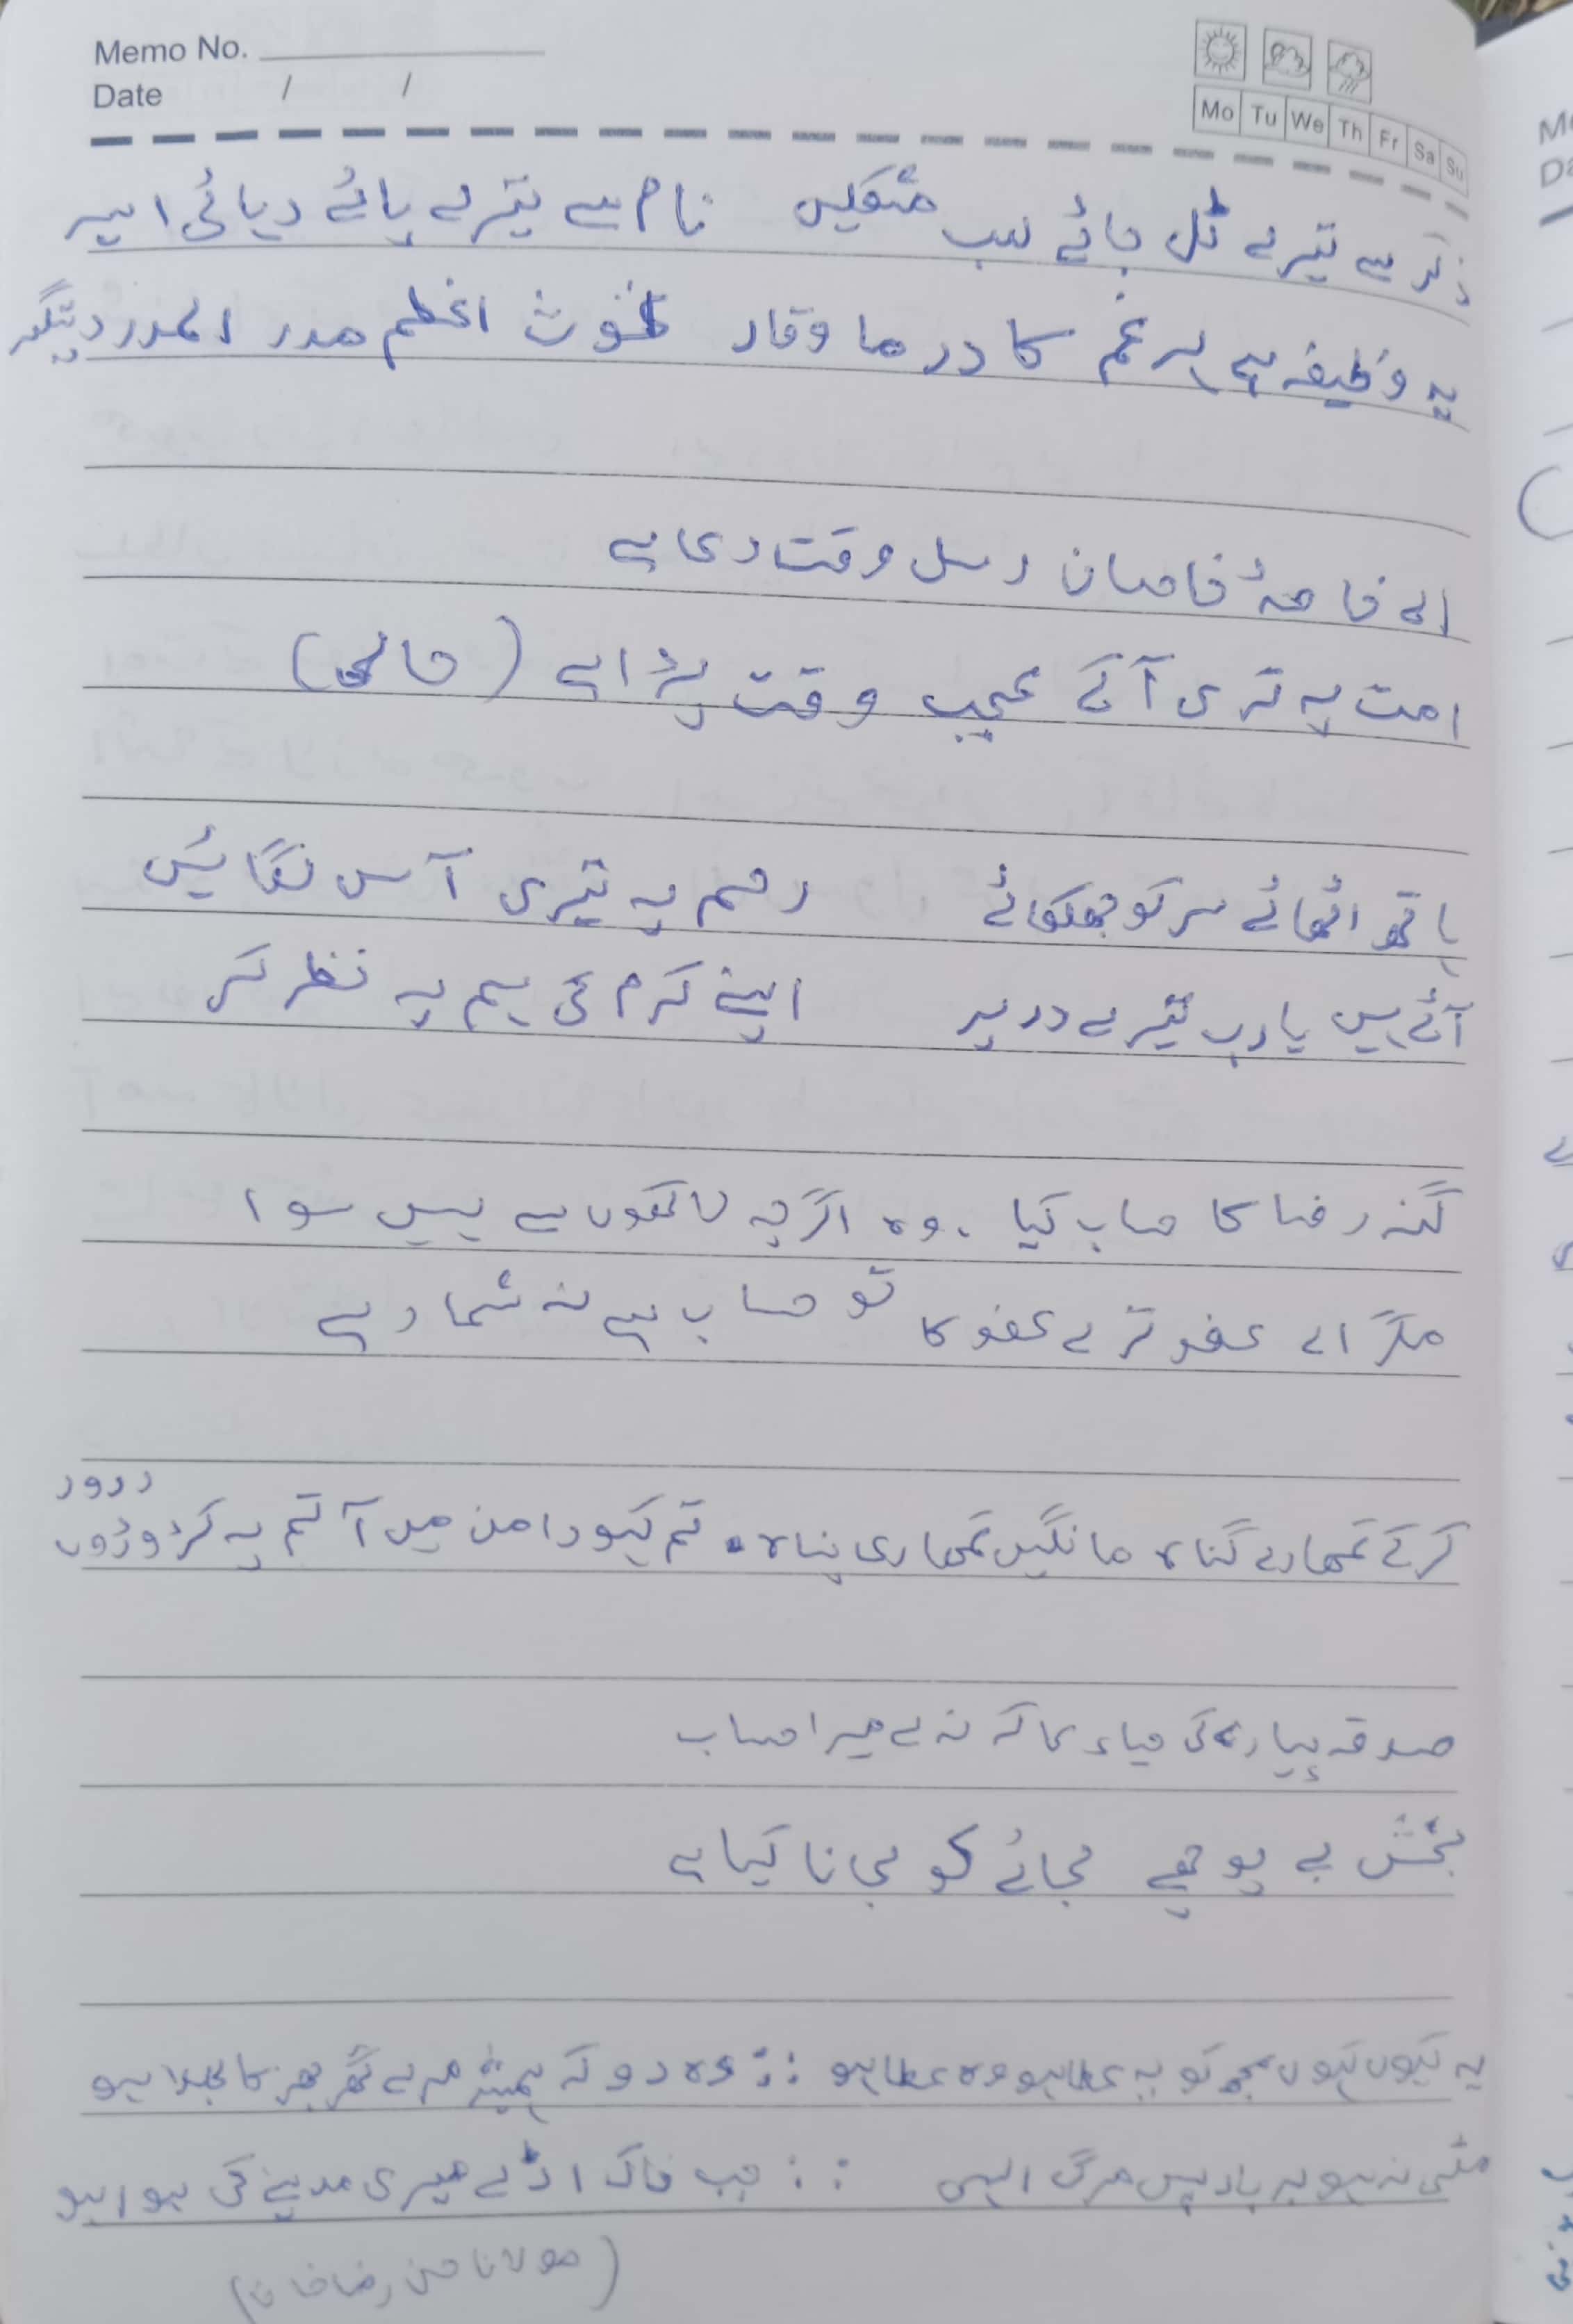 Memo No.
Date / /
Mo Tu We Th Fr Sa Su
ذکر سے تیرے ٹل جائے سب مشکلیں نام سے تیرے پائے رہائی اسیر
یہ وظیفہ ہے ہر غم کا درماں وقار غوث اعظم مدد المدد دستگیر
اے خاصۂ خاصان رسل وقت دعا ہے
امت پہ تری آکے عجب وقت پڑا ہے (حالی)
ہاتھ اٹھائے سر کو جھکائے رحم پہ تیری آس لگائیں
آئے ہیں یا رب تیرے در پر اپنے کرم کی ہم پہ نظر کر
گنہ رضا کا حساب کیا ، وہ اگرچہ لاکھوں سے ہیں سوا
مگر اے عفو ترے عفو کا تو حساب ہے نہ شمار ہے
کرکے تمھارے گناہ مانگیں تمھاری پناہ ۔ تم کہو دامن میں آ تم پہ کڑوڑوں درود
صدقہ پیارے کی حیاء کا کہ نہ لے میرا حساب
بخش بے پوچھے لجائے کو لجانا کیا ہے
یہ کیوں کہوں مجھ کو یہ عطا ہو وہ عطا ہو :: وہ دو کہ ہمیشہ مرے گھر بھر کا بھلا ہو
مٹی نہ ہو برباد پس مرگ الہی :: جب خاک اڑے میری مدینے کی ہوا ہو
(مولانا حسن رضا خان)